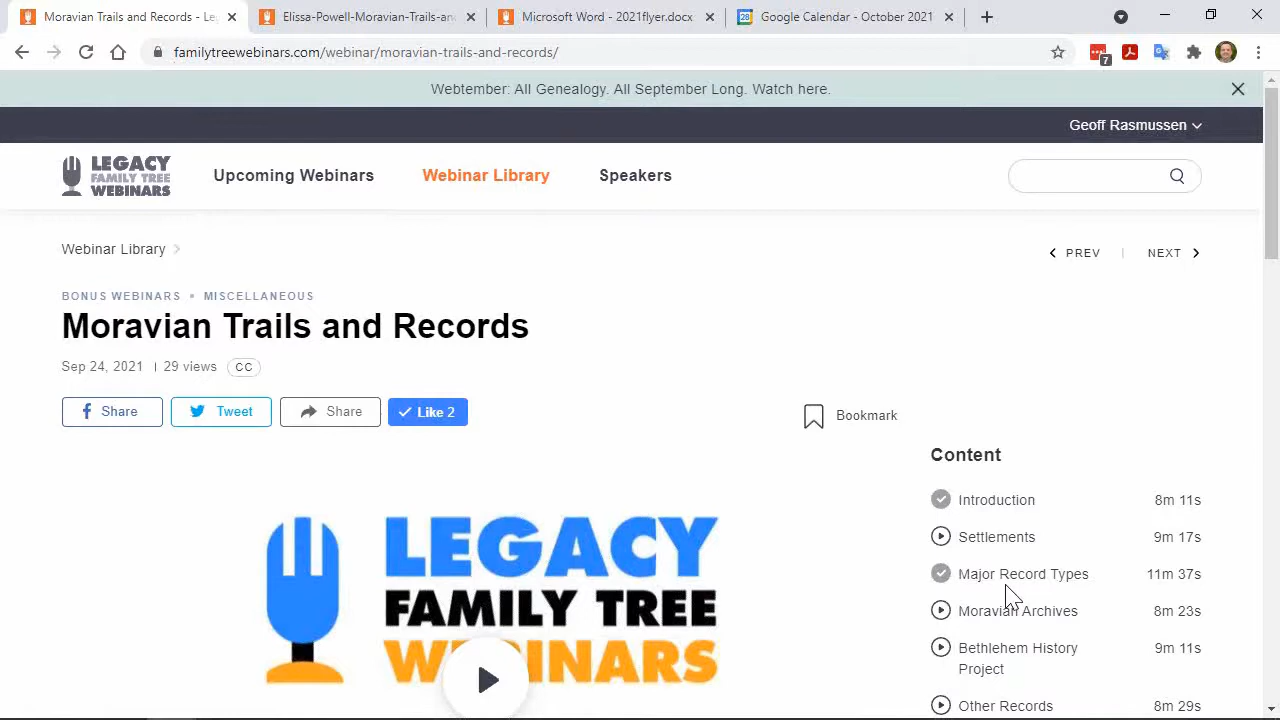 Moravian Trails and Records - Le
Elissa-Powell-Moravian-Trails-an
Microsoft Word - 2021flyer.docx
Google Calendar - October 2021
familytreewebinars.com/webinar/moravian-trails-and-records/
7
Webtember: All Genealogy. All September Long. Watch here.
Geoff Rasmussen
LEGACY
FAMILY TREE
WEBINARS
Upcoming Webinars
Webinar Library
Speakers
Webinar Library
PREV
NEXT
BONUS WEBINARS • MISCELLANEOUS
Moravian Trails and Records
Sep 24, 2021 | 29 views CC
Share
Tweet
Share
Like 2
Bookmark
Content
Introduction 8m 11s
Settlements 9m 17s
Major Record Types 11m 37s
Moravian Archives 8m 23s
Bethlehem History 9m 11s
Project
Other Records 8m 29s
LEGACY
FAMILY TREE
WEBINARS